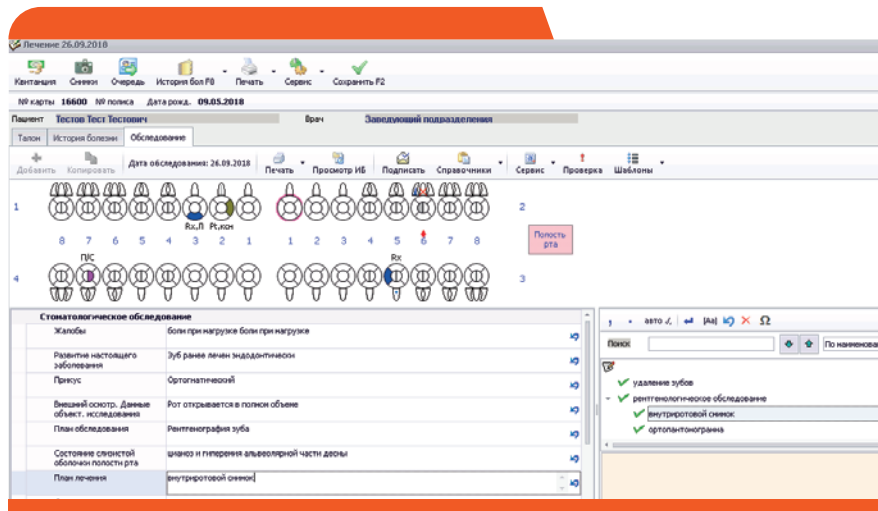 Лечение 26.09.2018
Квитанция Снимки Очередь История бол F8 Печать Сервис Сохранить F2
№ карты 16600 № полиса Дата рожд. 09.05.2018
Пациент Тестов Тест Тестович Врач Заведующий подразделения
Талон История болезни Обследование
Добавить Копировать Дата обследования: 26.09.2018 Печать Просмотр ИБ Подписать Справочники Сервис Проверка Шаблоны
1 2
Rx,П Pt,кон
8 7 6 5 4 3 2 1 1 2 3 4 5 6 7 8
Полость
рта
П/С Rx
4 3
Стоматологическое обследование
Жалобы боли при нагрузке боли при нагрузке
Развитие настоящего
заболевания
Зуб ранее лечен эндодонтически
Прикус Ортогнатический
Внешний осмотр. Данные
объект. исследования
Рот открывается в полном объеме
План обследования Рентгенография зуба
Состояние слизистой
оболочки полости рта
цианоз и гиперемия альвеолярной части десны
План лечения внутриротовой снимок
, . авто ./, |Aa| Ω
Поиск По наименова
удаление зубов
рентгенологическое обследование
внутриротовой снимок
ортопантомограмма